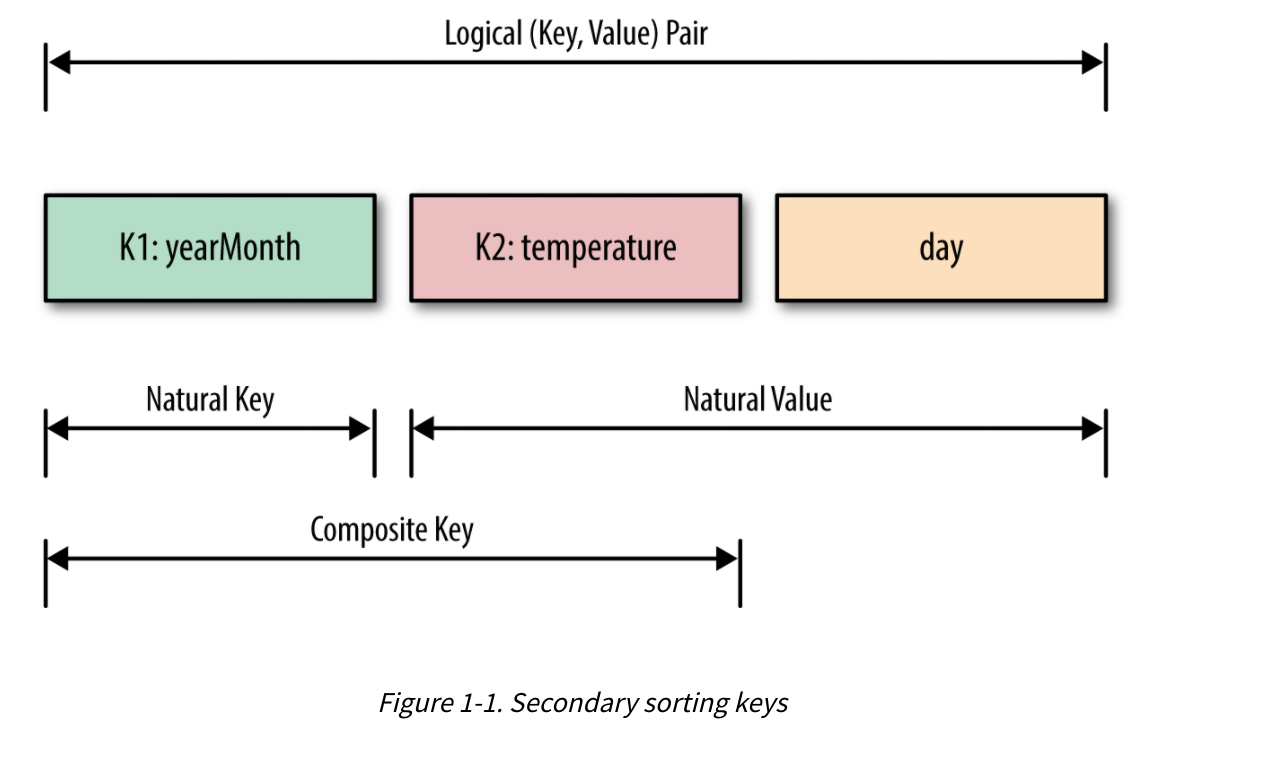 Logical (Key, Value) Pair
K1: yearMonth
K2: temperature
day
Natural Key
Natural Value
Composite Key
Figure 1-1. Secondary sorting keys